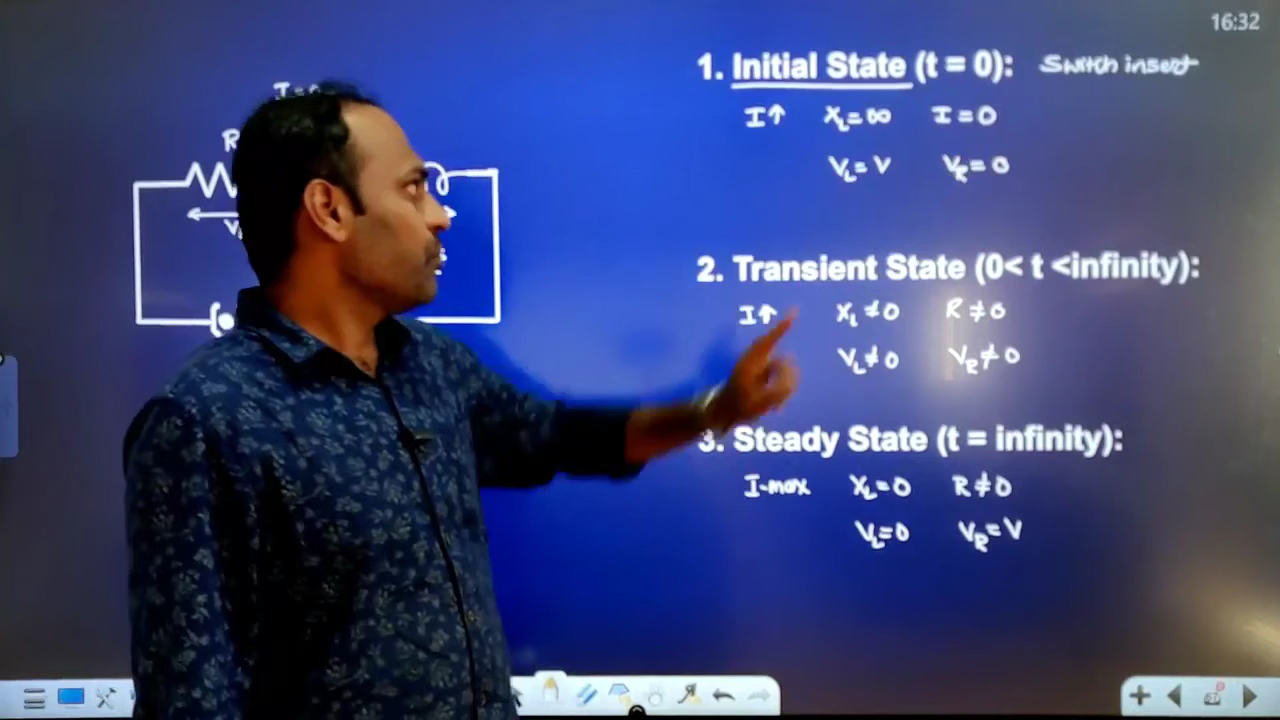 16:32
R
1. Initial State (t = 0): Switch insert
I↑ X_L=∞ I=0
V_L=V V_R=0
2. Transient State (0< t <infinity):
I↑ X_L≠0 R≠0
V_L≠0 V_R≠0
3. Steady State (t = infinity):
I-max X_L=0 R≠0
V_L=0 V_R=V